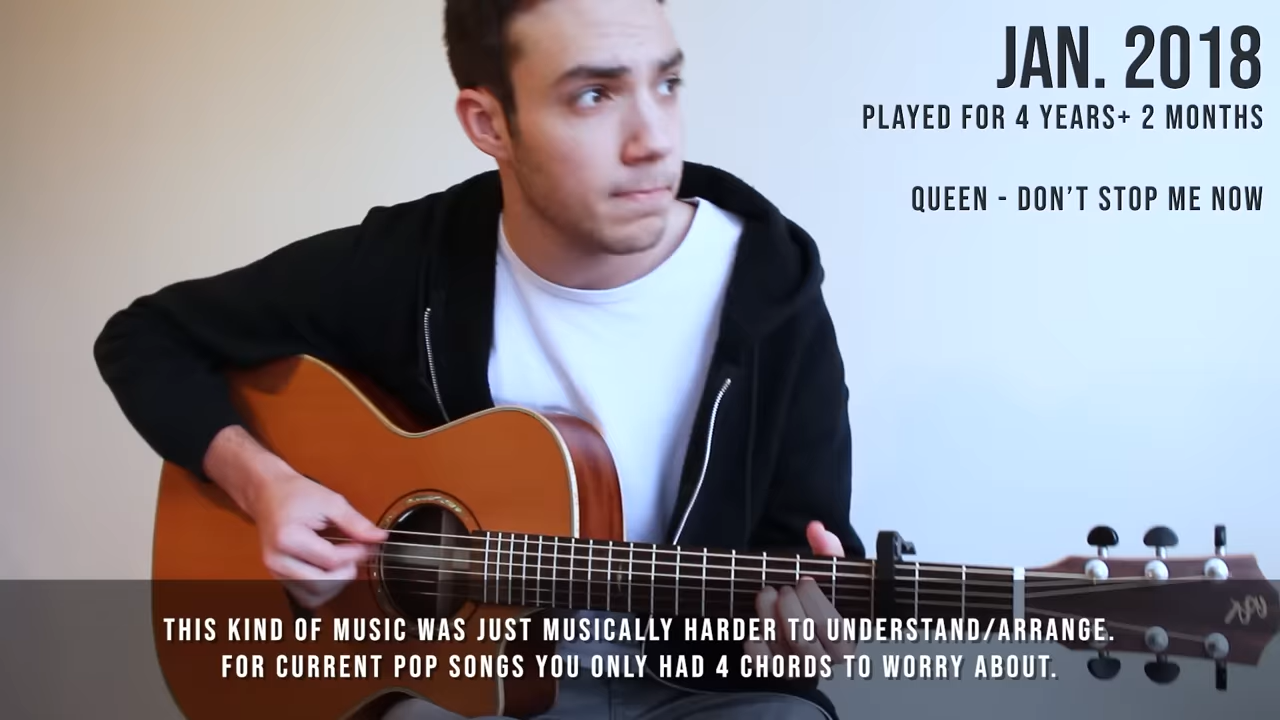 JAN. 2018
PLAYED FOR 4 YEARS+ 2 MONTHS
QUEEN - DON'T STOP ME NOW
THIS KIND OF MUSIC WAS JUST MUSICALLY HARDER TO UNDERSTAND/ARRANGE.
FOR CURRENT POP SONGS YOU ONLY HAD 4 CHORDS TO WORRY ABOUT.